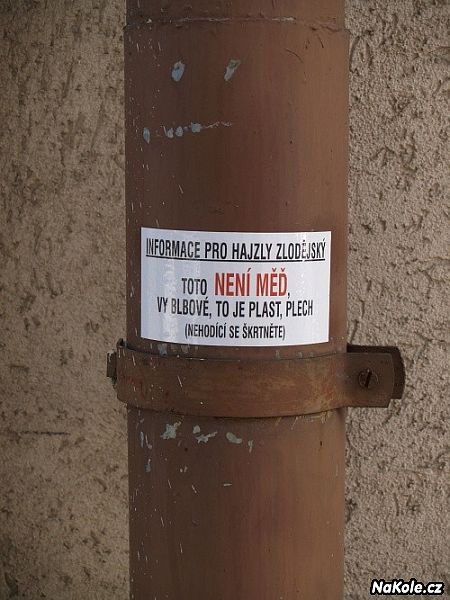 INFORMACE PRO HAJZLY ZLODĚJSKÝ
TOTO NENÍ MĚĎ,
VY BLBOVÉ, TO JE PLAST, PLECH
(NEHODÍCÍ SE ŠKRTNĚTE)
NaKole.cz